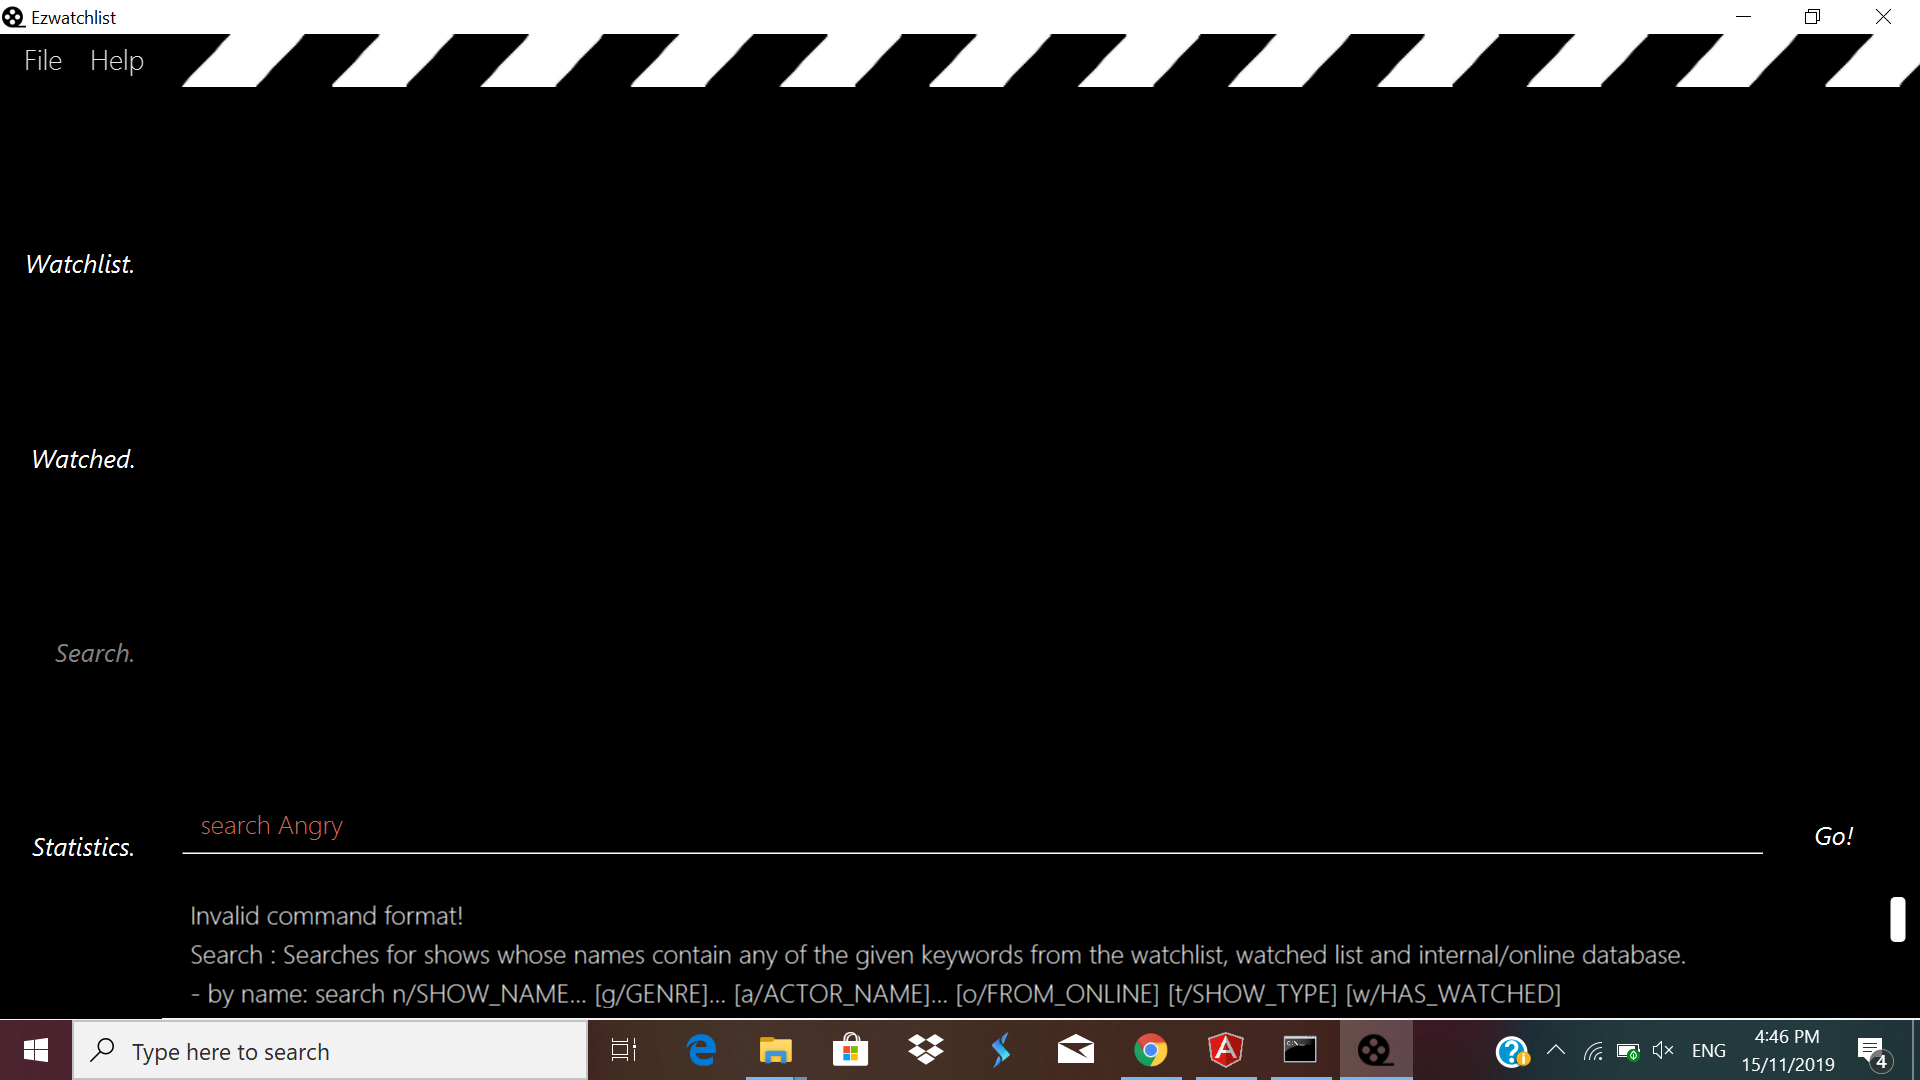 Ezwatchlist
File Help
Watchlist.
Watched.
Search.
Statistics.
search Angry
Go!
Invalid command format!
Search : Searches for shows whose names contain any of the given keywords from the watchlist, watched list and internal/online database.
- by name: search n/SHOW_NAME... [g/GENRE]... [a/ACTOR_NAME]... [o/FROM_ONLINE] [t/SHOW_TYPE] [w/HAS_WATCHED]
Type here to search
ENG
4:46 PM
15/11/2019
4